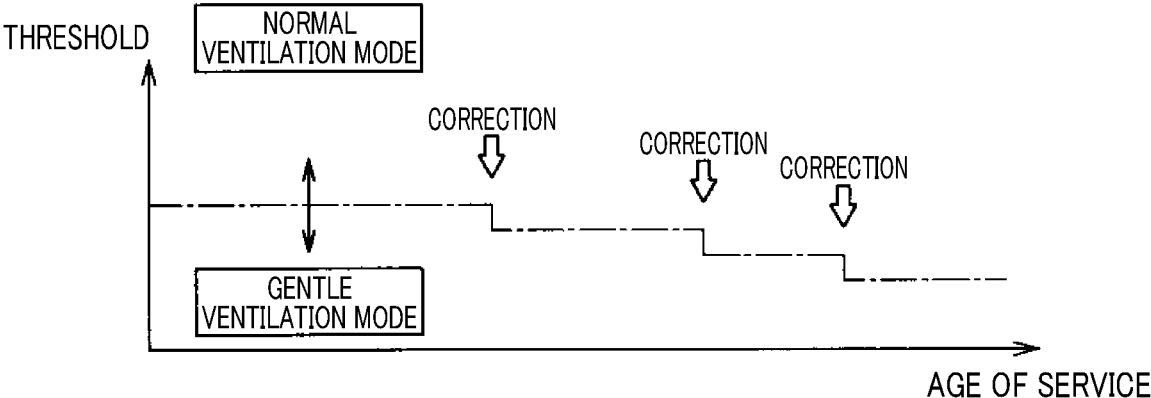 THRESHOLD
NORMAL
VENTILATION MODE
CORRECTION
CORRECTION
CORRECTION
GENTLE
VENTILATION MODE
AGE OF SERVICE